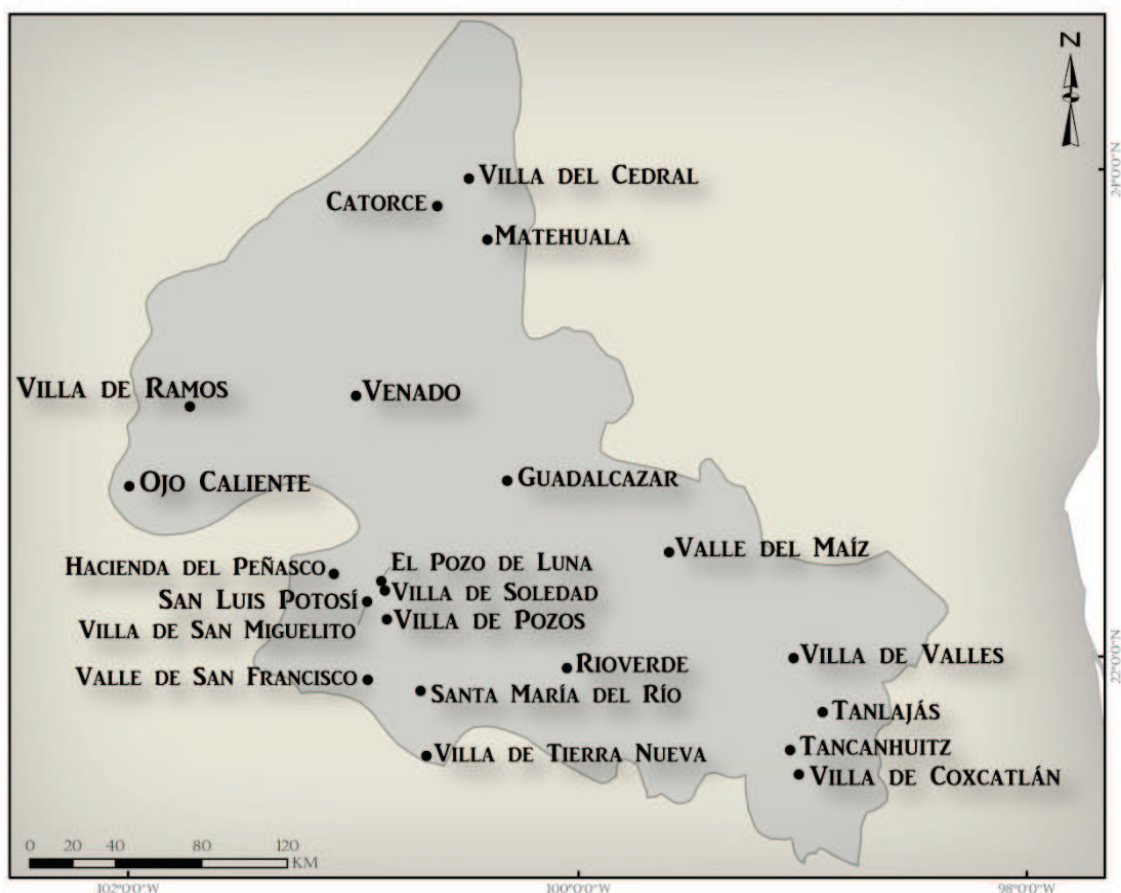 N
24°0'0"N
VILLA DEL CEDRAL
CATORCE
MATEHUALA
VILLA DE RAMOS
VENADO
OJO CALIENTE
GUADALCAZAR
VALLE DEL MAÍZ
EL POZO DE LUNA
HACIENDA DEL PEÑASCO
VILLA DE SOLEDAD
SAN LUIS POTOSÍ
VILLA DE POZOS
VILLA DE SAN MIGUELITO
22°0'0"N
VILLA DE VALLES
RIOVERDE
VALLE DE SAN FRANCISCO
SANTA MARÍA DEL RÍO
TANLAJÁS
TANCANHUITZ
VILLA DE TIERRA NUEVA
VILLA DE COXCATLÁN
0 20 40 80 120
KM
102°0'0"W 100°0'0"W 98°0'0"W